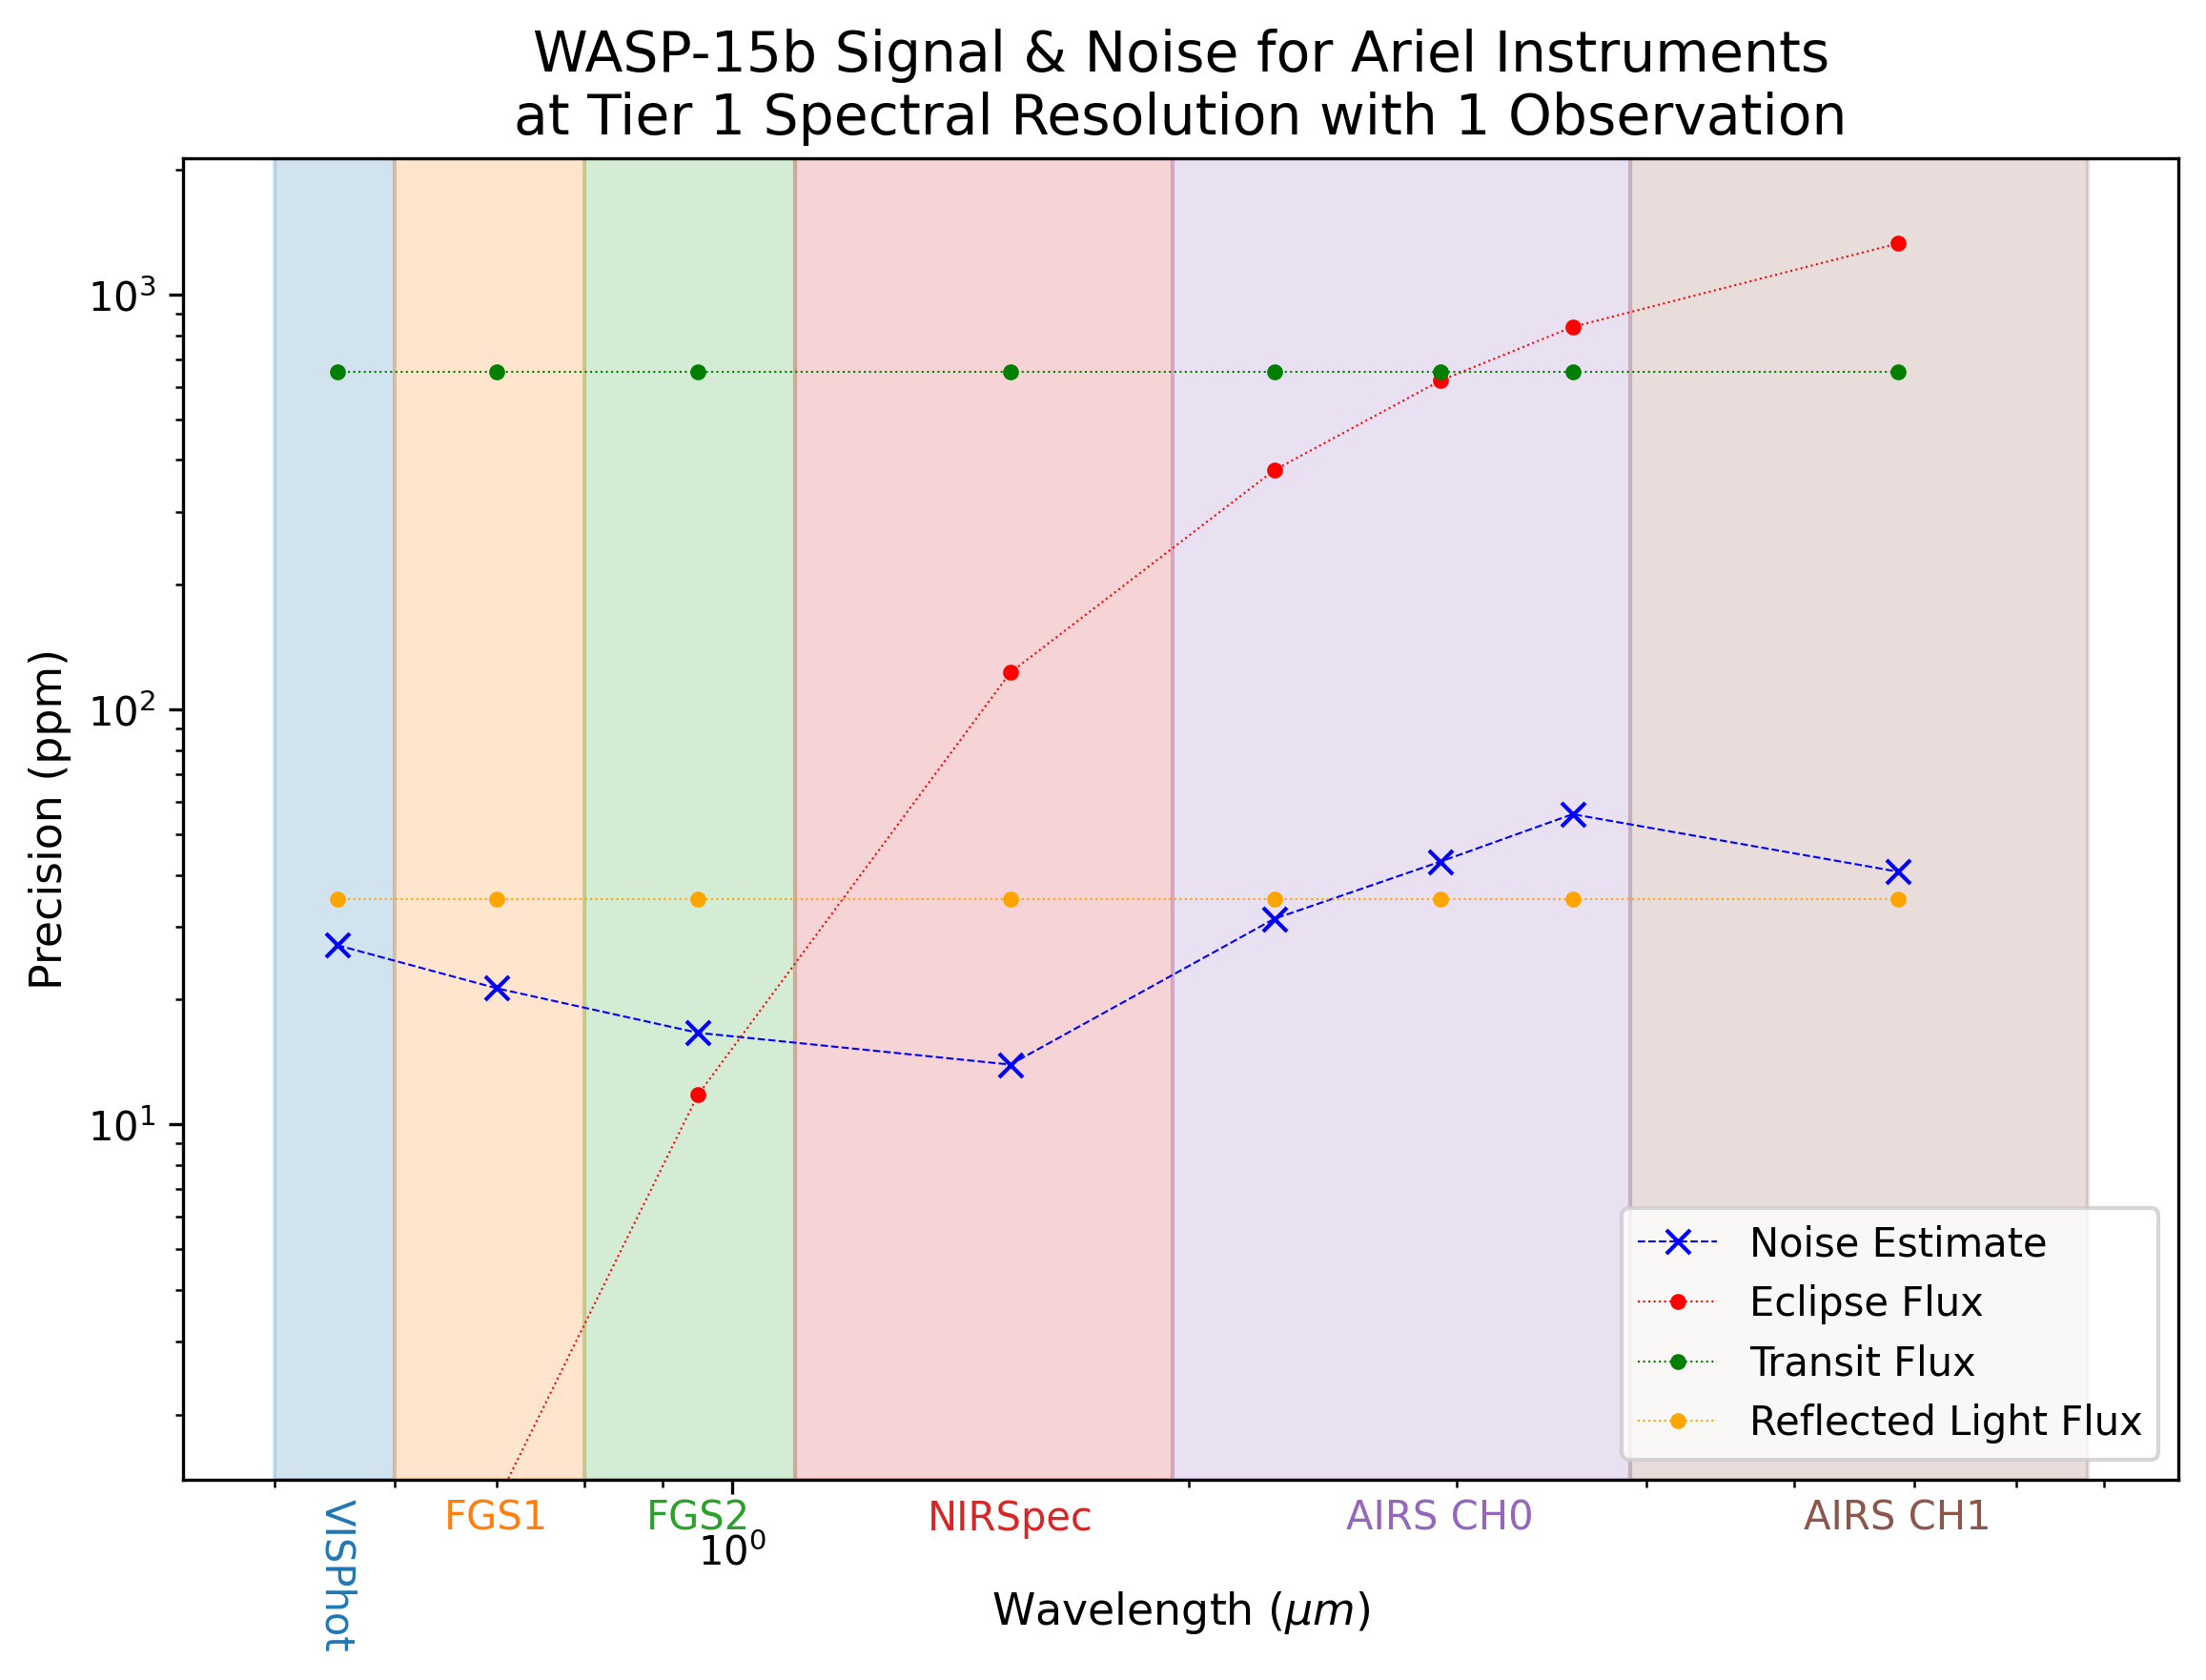 WASP-15b Signal & Noise for Ariel Instruments
at Tier 1 Spectral Resolution with 1 Observation
Precision (ppm)
10³
10²
10¹
Noise Estimate
Eclipse Flux
Transit Flux
Reflected Light Flux
VISPhot
FGS1
FGS2
NIRSpec
AIRS CH0
AIRS CH1
10⁰
Wavelength (μm)